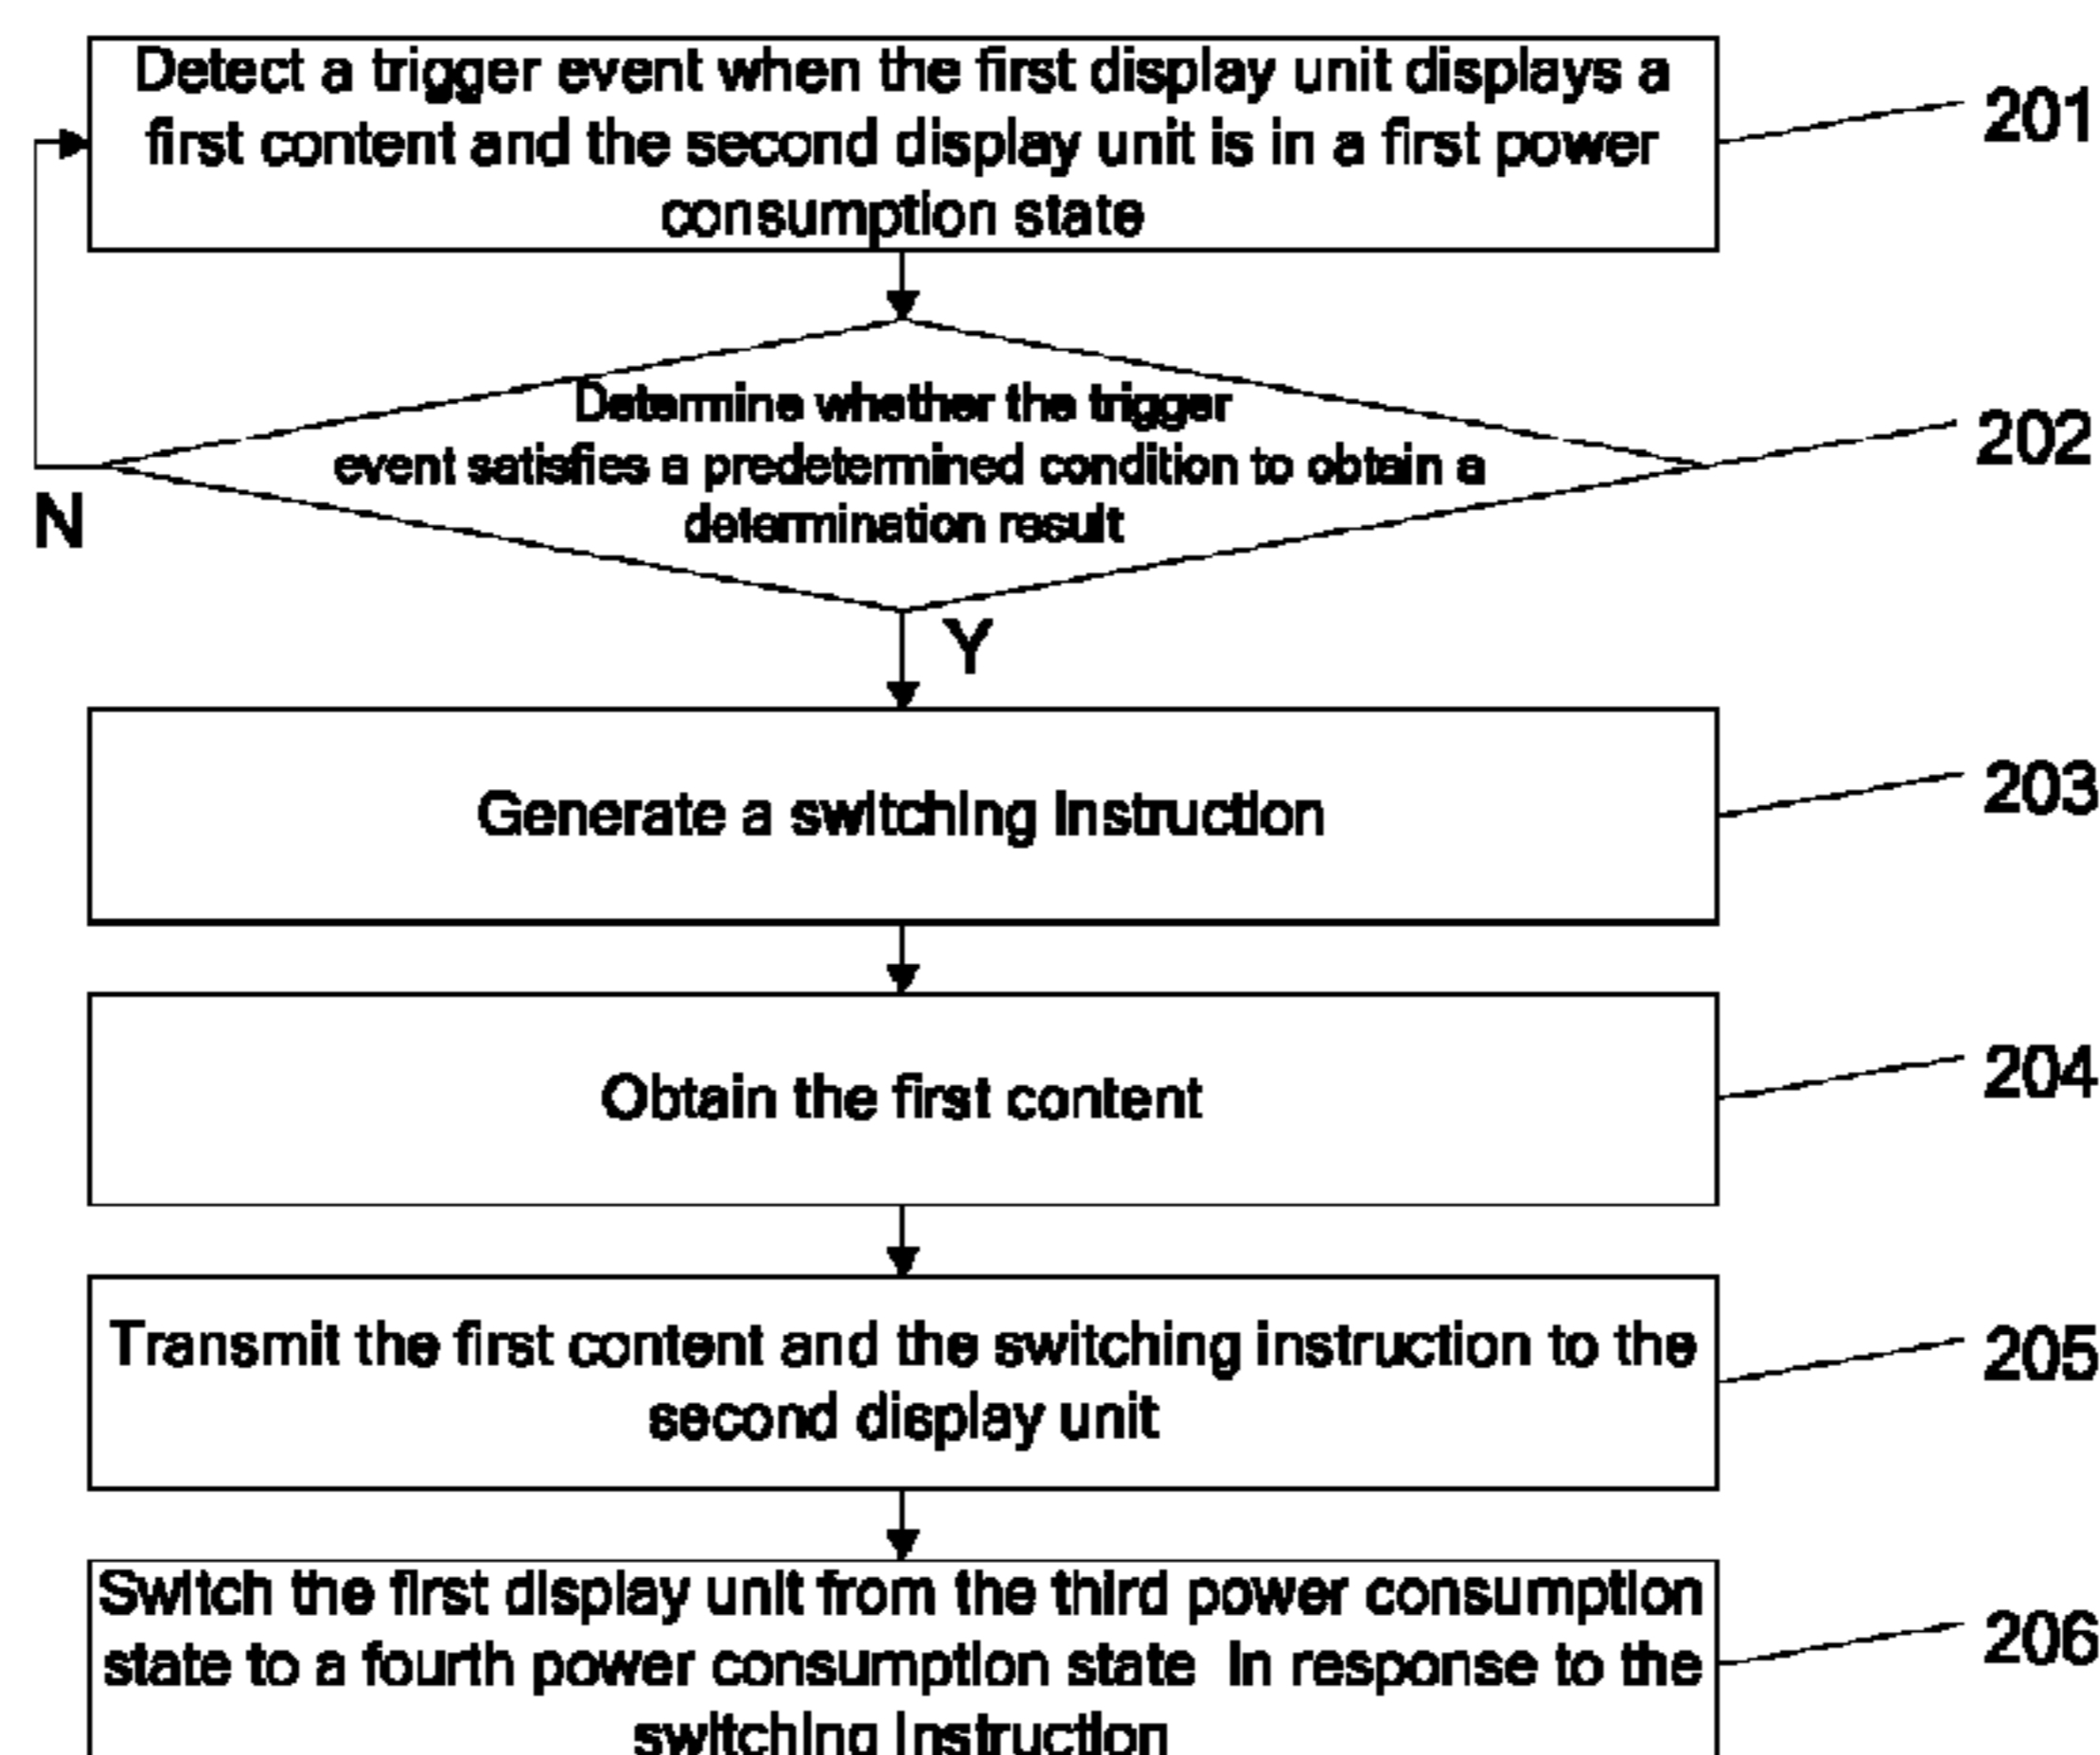 Detect a trigger event when the first display unit displays a
first content and the second display unit is in a first power
consumption state
201
Determine whether the trigger
event satisfies a predetermined condition to obtain a
determination result
202
N
Y
Generate a switching instruction
203
Obtain the first content
204
Transmit the first content and the switching instruction to the
second display unit
205
Switch the first display unit from the third power consumption
state to a fourth power consumption state in response to the
switching instruction
206